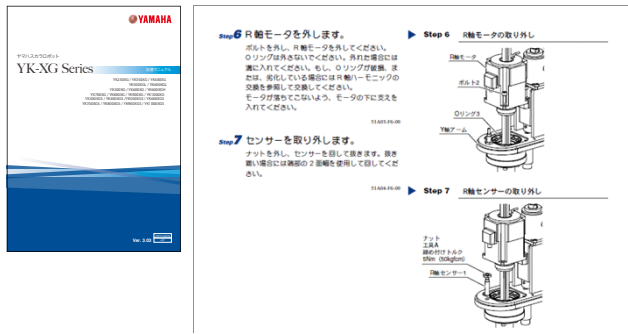 YAMAHA
ヤマハスカラロボット
YK-XG Series
Ver. 3.03
Step6 R軸モータを外します。
ボルトを外し、R軸モータを外してください。
Oリングは外さないでください。外れた場合には
溝に入れてください。もし、Oリングが破損、ま
たは、劣化している場合にはR軸ハーモニックの
交換を参照して交換してください。
モータが落ちてこないよう、モータの下に支えを
入れてください。
51A03-F6-00
Step7 センサーを取り外します。
ナットを外し、センサーを回して抜きます。抜き
難い場合には端部の2面幅を使用して回してくだ
さい。
51A04-F6-00
Step 6 R軸モータの取り外し
R軸モータ
ボルト2
Oリング3
Y軸アーム
Step 7 R軸センサーの取り外し
ナット
工具A
締め付けトルク
5Nm (50kgfcm)
R軸センサー1